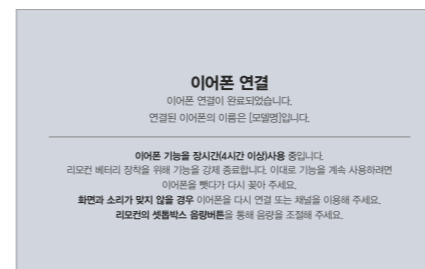 이어폰 연결
이어폰 연결이 완료되었습니다.
연결된 이어폰의 이름은 [모델명]입니다.
이어폰 기능을 장시간(4시간 이상)사용 중입니다.
리모컨 베터리 장착을 위해 기능을 강제 종료합니다. 이대로 기능을 계속 사용하려면
이어폰을 뺏다가 다시 꽂아 주세요.
화면과 소리가 맞지 않을 경우 이어폰을 다시 연결 또는 채널을 이용해 주세요.
리모컨의 셋톱박스 음량버튼을 통해 음량을 조절해 주세요.